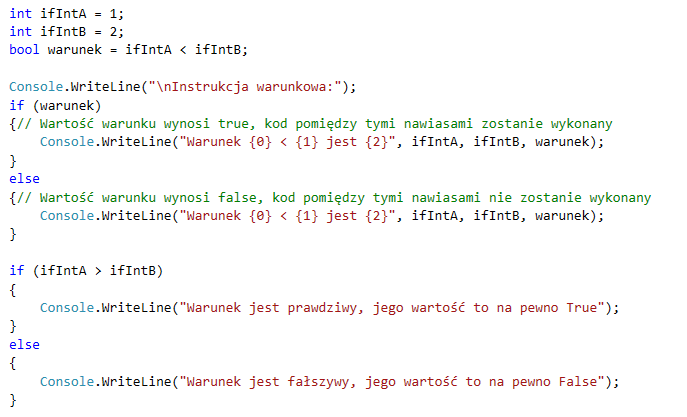 int ifIntA = 1;
int ifIntB = 2;
bool warunek = ifIntA < ifIntB;

Console.WriteLine("\nInstrukcja warunkowa:");
if (warunek)
{// Wartość warunku wynosi true, kod pomiędzy tymi nawiasami zostanie wykonany
    Console.WriteLine("Warunek {0} < {1} jest {2}", ifIntA, ifIntB, warunek);
}
else
{// Wartość warunku wynosi false, kod pomiędzy tymi nawiasami nie zostanie wykonany
    Console.WriteLine("Warunek {0} < {1} jest {2}", ifIntA, ifIntB, warunek);
}

if (ifIntA > ifIntB)
{
    Console.WriteLine("Warunek jest prawdziwy, jego wartość to na pewno True");
}
else
{
    Console.WriteLine("Warunek jest fałszywy, jego wartość to na pewno False");
}